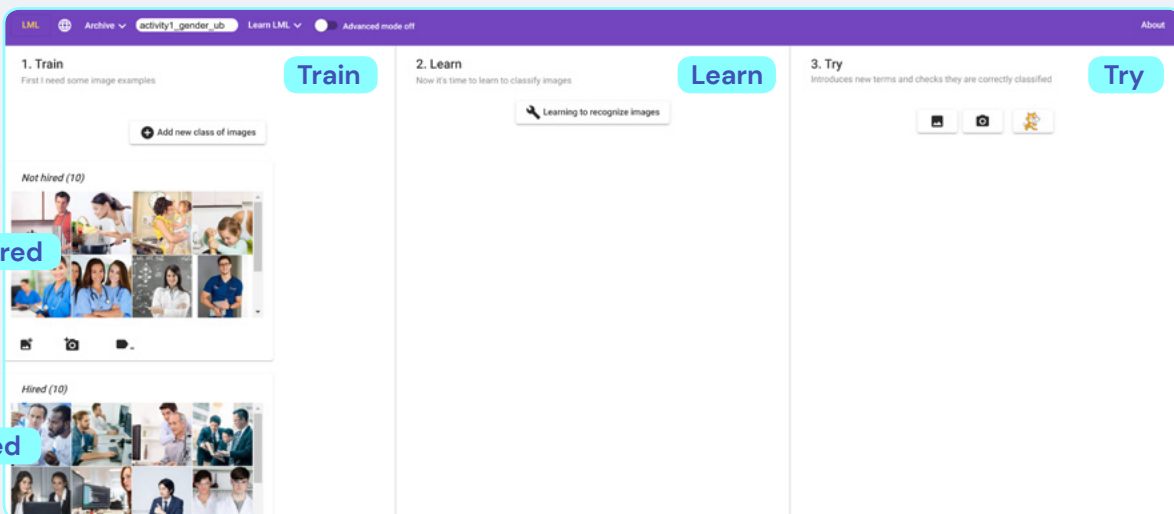 LML Archive activity1_gender_ub Learn LML Advanced mode off About
1. Train
First I need some image examples
Train
Add new class of images
Not hired (10)
red
Hired (10)
ed
2. Learn
Now it's time to learn to classify images
Learn
Learning to recognize images
3. Try
Introduces new terms and checks they are correctly classified
Try